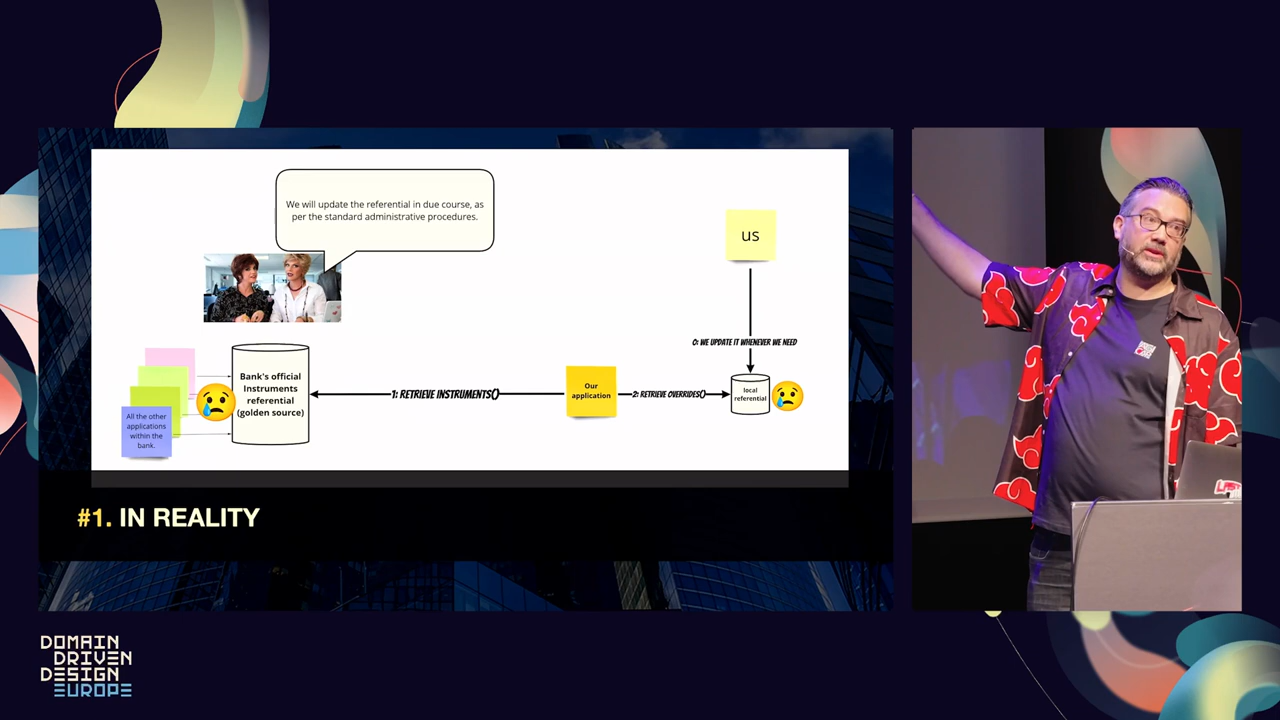 We will update the referential in due course, as
per the standard administrative procedures.
us
0: WE UPDATE IT WHENEVER WE NEED
Bank's official
Instruments
referential
(golden source)
1: RETRIEVE INSTRUMENTS()
Our
application
2: RETRIEVE OVERRIDES()
local
referential
All the other
applications
within the
bank.
#1. IN REALITY
DOMAIN
DRIVEN
DESIGN
EUROPE